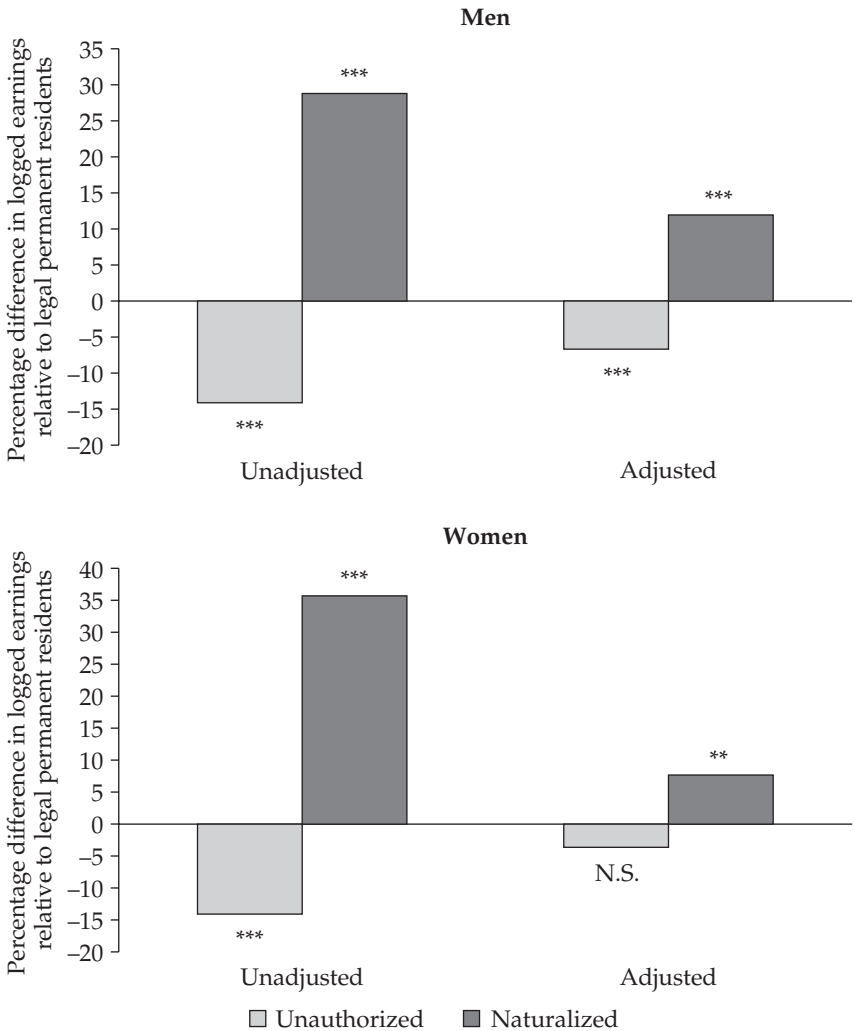 Men
Percentage difference in logged earnings
relative to legal permanent residents
35
30
25
20
15
10
5
0
–5
–10
–15
–20
***
***
***
***
Unadjusted
Adjusted
Women
Percentage difference in logged earnings
relative to legal permanent residents
40
35
30
25
20
15
10
5
0
–5
–10
–15
–20
***
**
N.S.
***
Unadjusted
Adjusted
Unauthorized
Naturalized